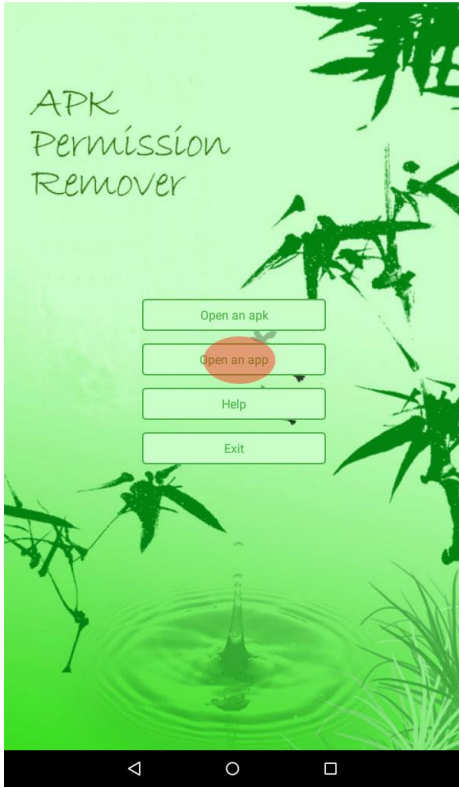 APK
Permission
Remover
Open an apk
Open an app
Help
Exit